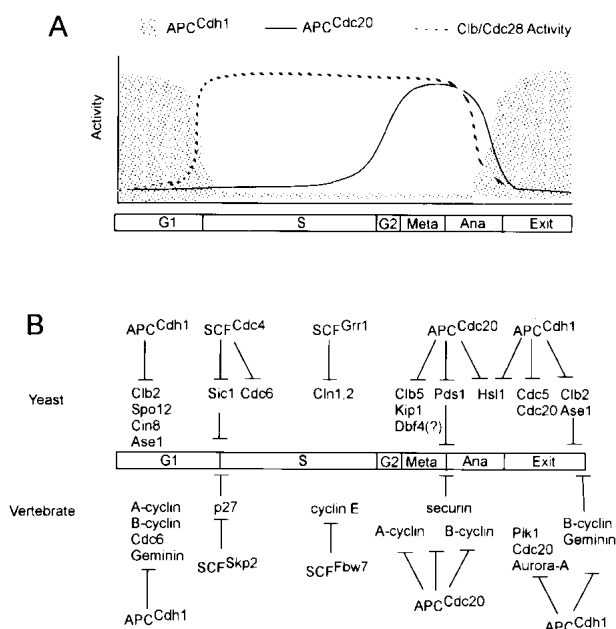 A
APC^Cdh1 APC^Cdc20 Clb/Cdc28 Activity
Activity
G1 S G2 Meta Ana Exit
B
APC^Cdh1 SCF^Cdc4 SCF^Grr1 APC^Cdc20 APC^Cdh1
Yeast
Clb2 Sic1 Cdc6 Cln1,2 Clb5 Pds1 Hsl1 Cdc5 Clb2
Spo12 Kip1 Cdc20 Ase1
Cin8 Dbf4(?)
Ase1
G1 S G2 Meta Ana Exit
Vertebrate
A-cyclin p27 cyclin E securin
B-cyclin A-cyclin B-cyclin Plk1 B-cyclin
Cdc6 Cdc20 Geminin
Geminin Aurora-A
SCF^Skp2 SCF^Fbw7
APC^Cdh1 APC^Cdc20 APC^Cdh1